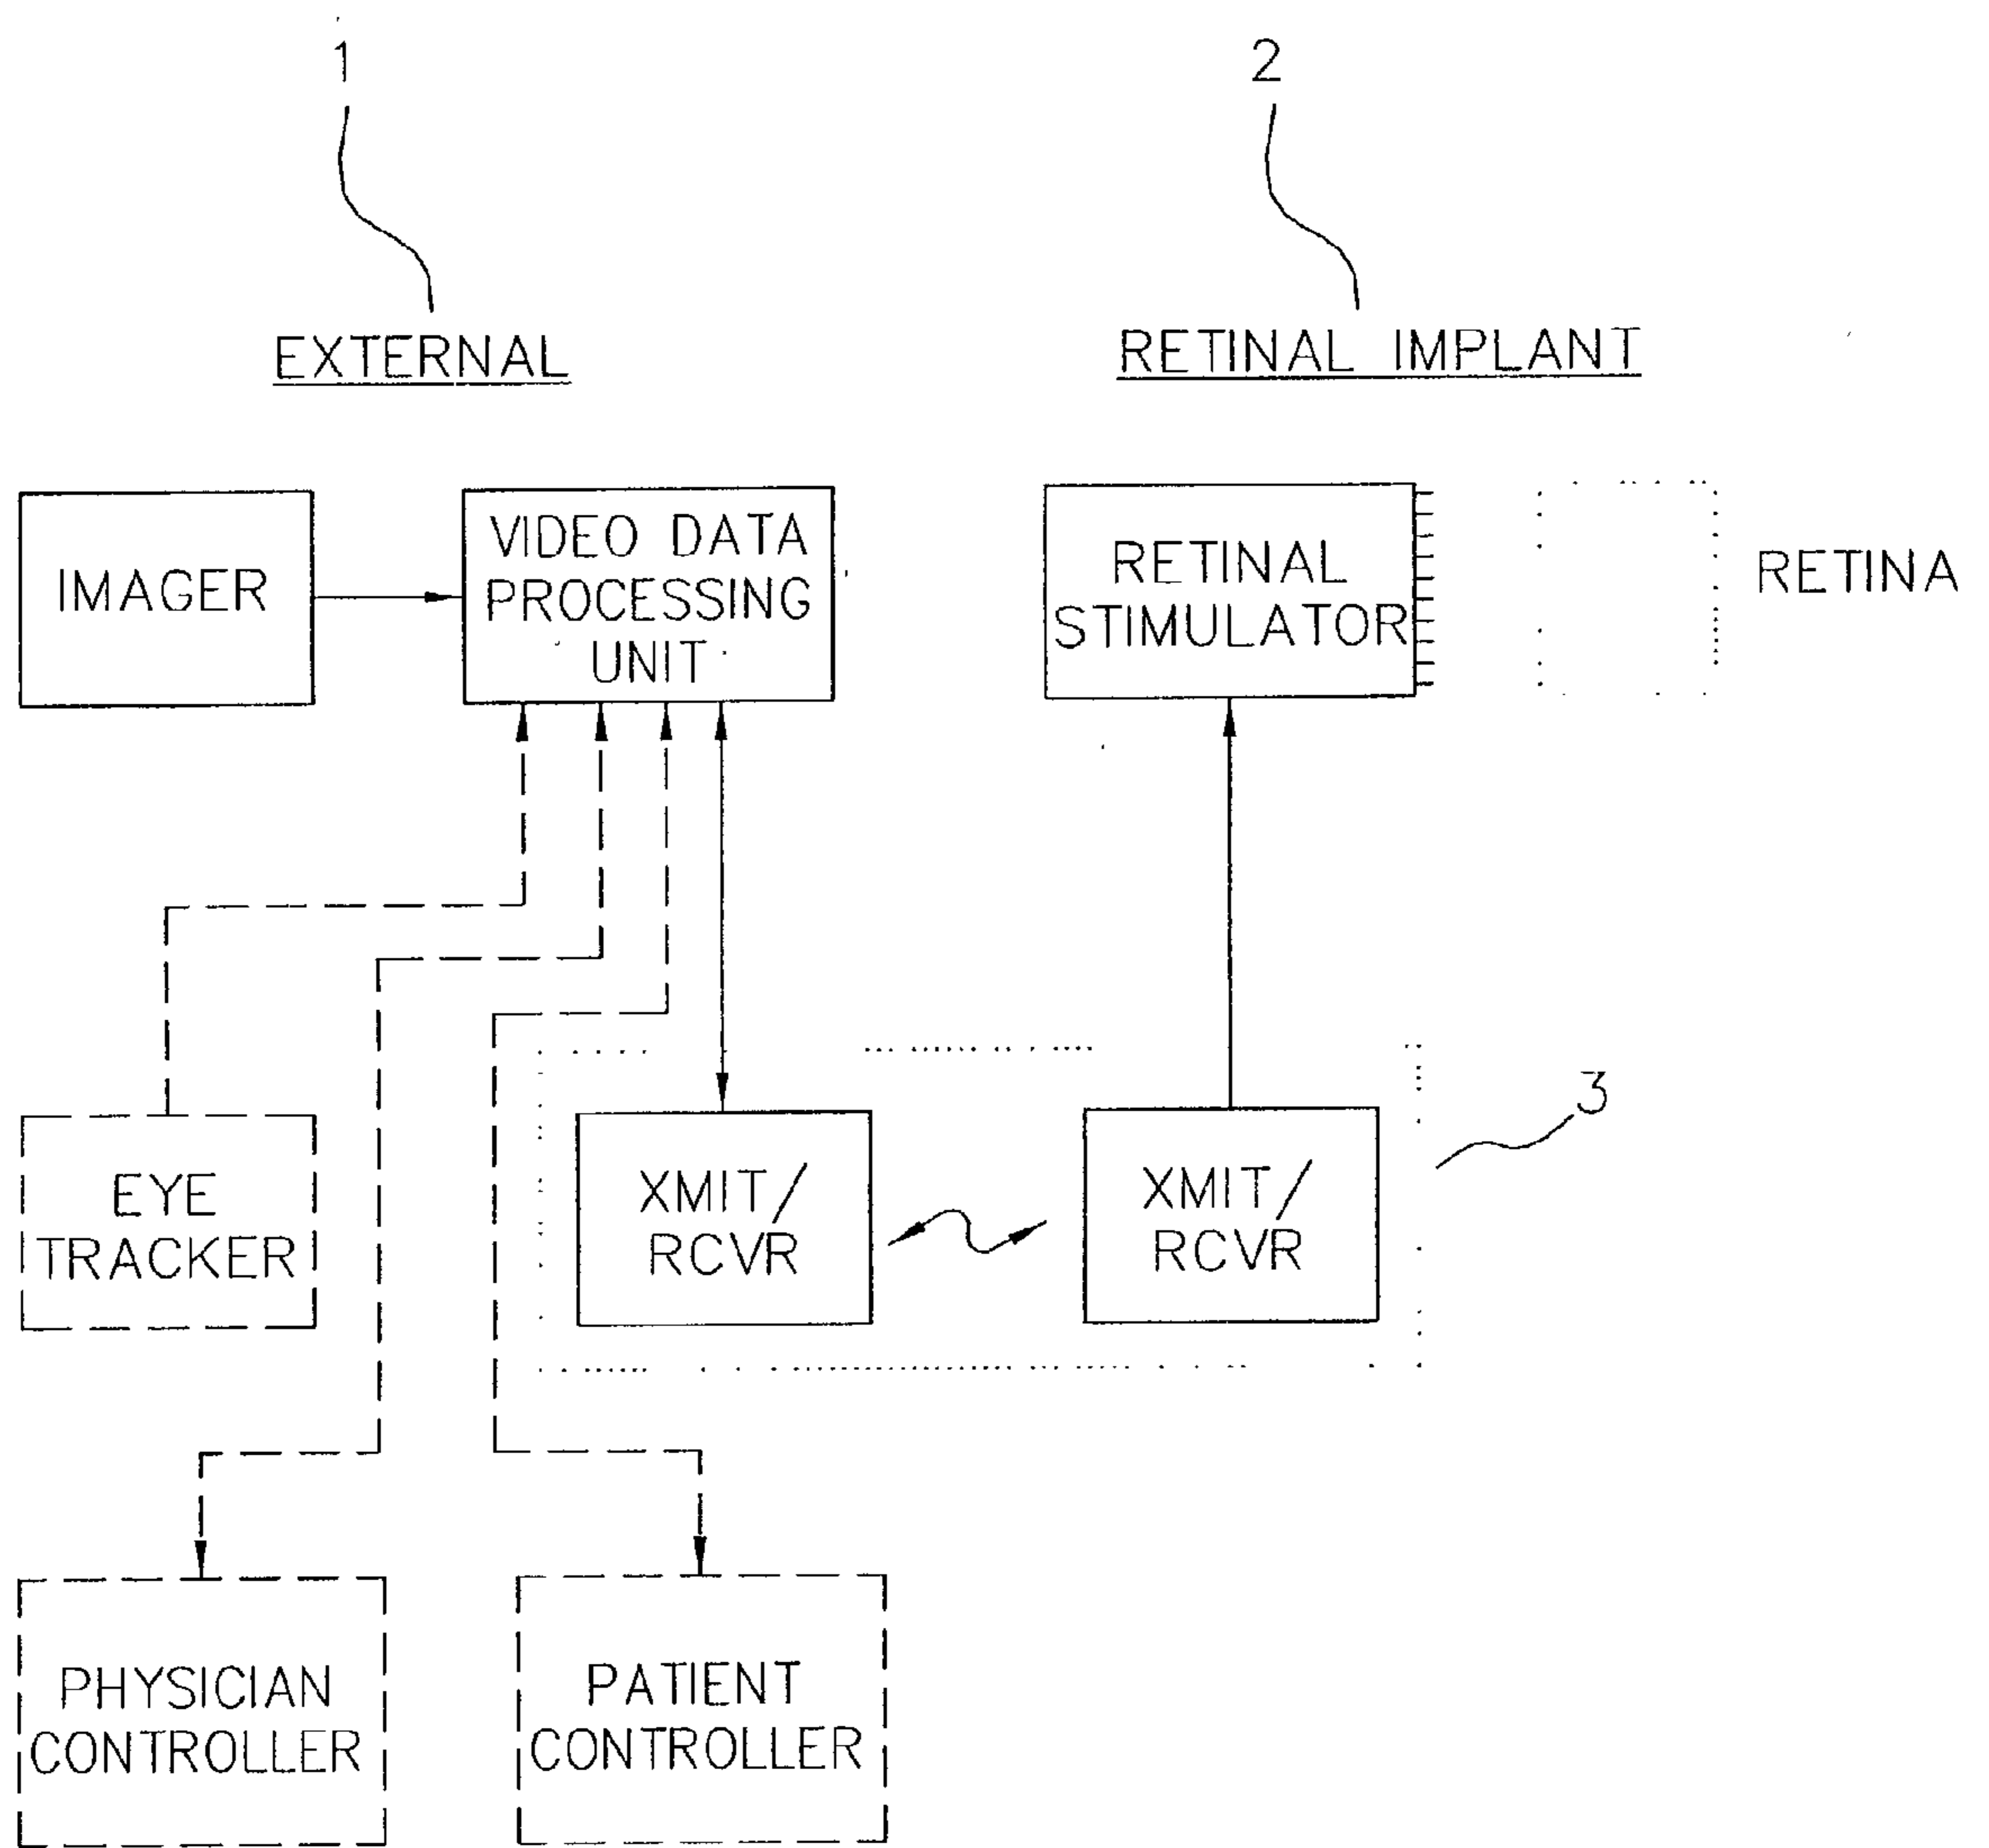 1
2
EXTERNAL
RETINAL IMPLANT
IMAGER
VIDEO DATA
PROCESSING
UNIT
RETINAL
STIMULATOR
RETINA
3
EYE
TRACKER
XMIT/
RCVR
XMIT/
RCVR
PHYSICIAN
CONTROLLER
PATIENT
CONTROLLER